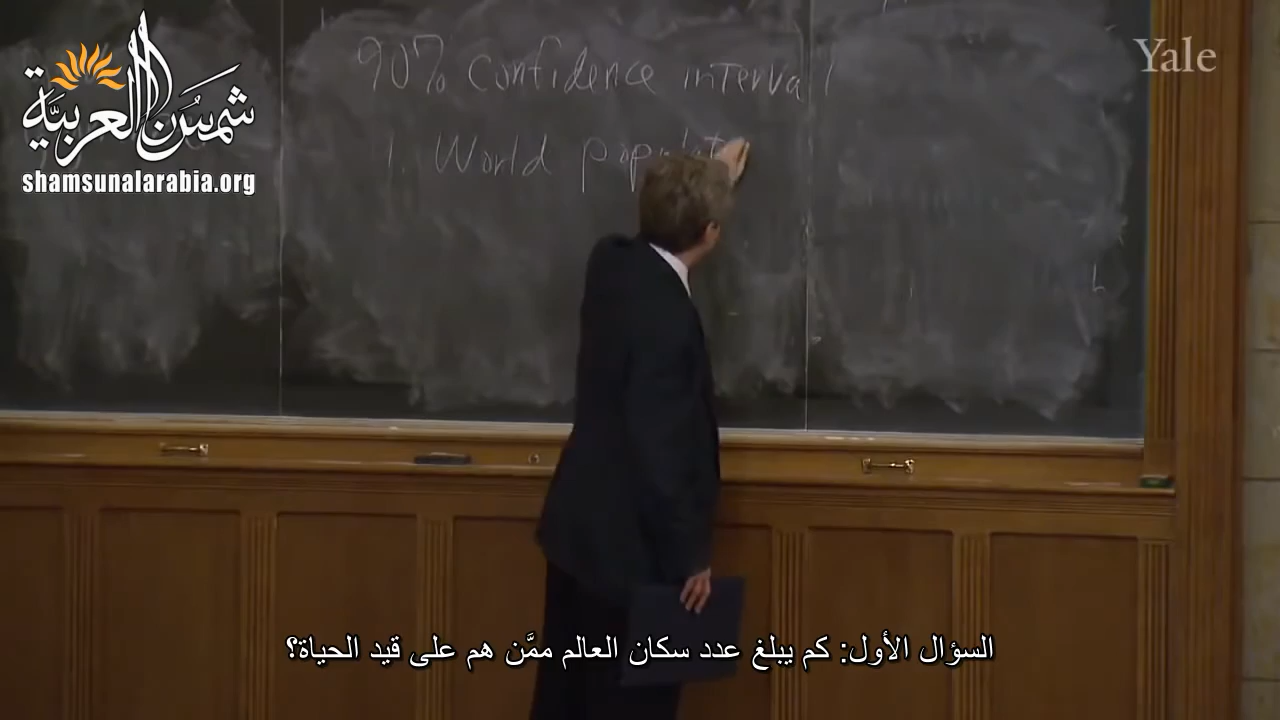 شمسُن العربيّة
shamsunalarabia.org
Yale
90% confidence interval
1. World populat
السؤال الأول: كم يبلغ عدد سكان العالم ممَّن هم على قيد الحياة؟